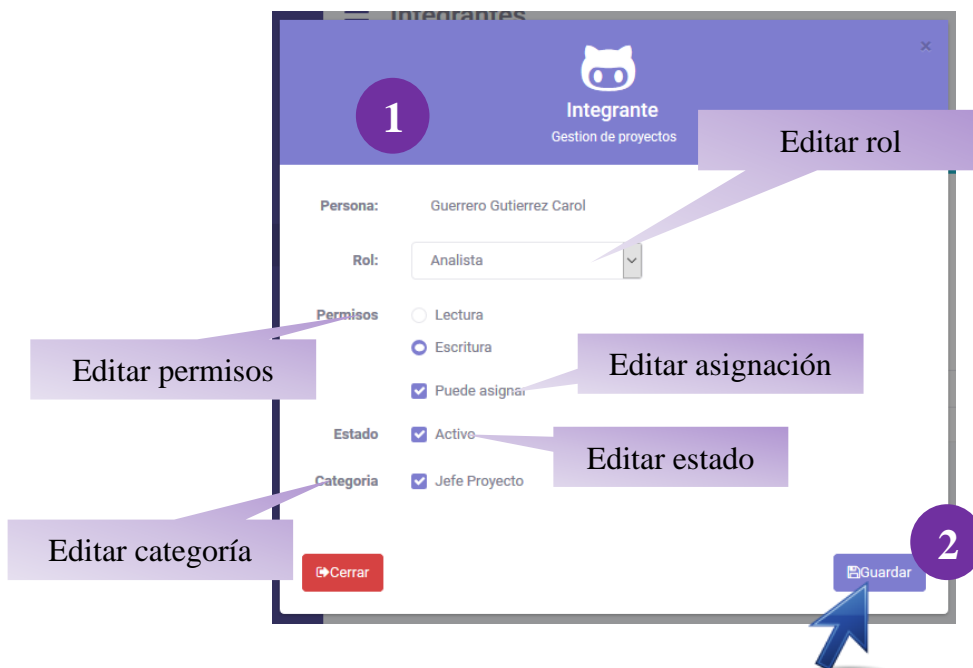 Integrantes
×
1
Integrante
Gestion de proyectos
Editar rol
Persona: Guerrero Gutierrez Carol
Rol: Analista
Permisos Lectura
Escritura
Editar permisos
Editar asignación
Puede asignar
Estado Activo
Editar estado
Categoria Jefe Proyecto
Editar categoría
2
Cerrar
Guardar